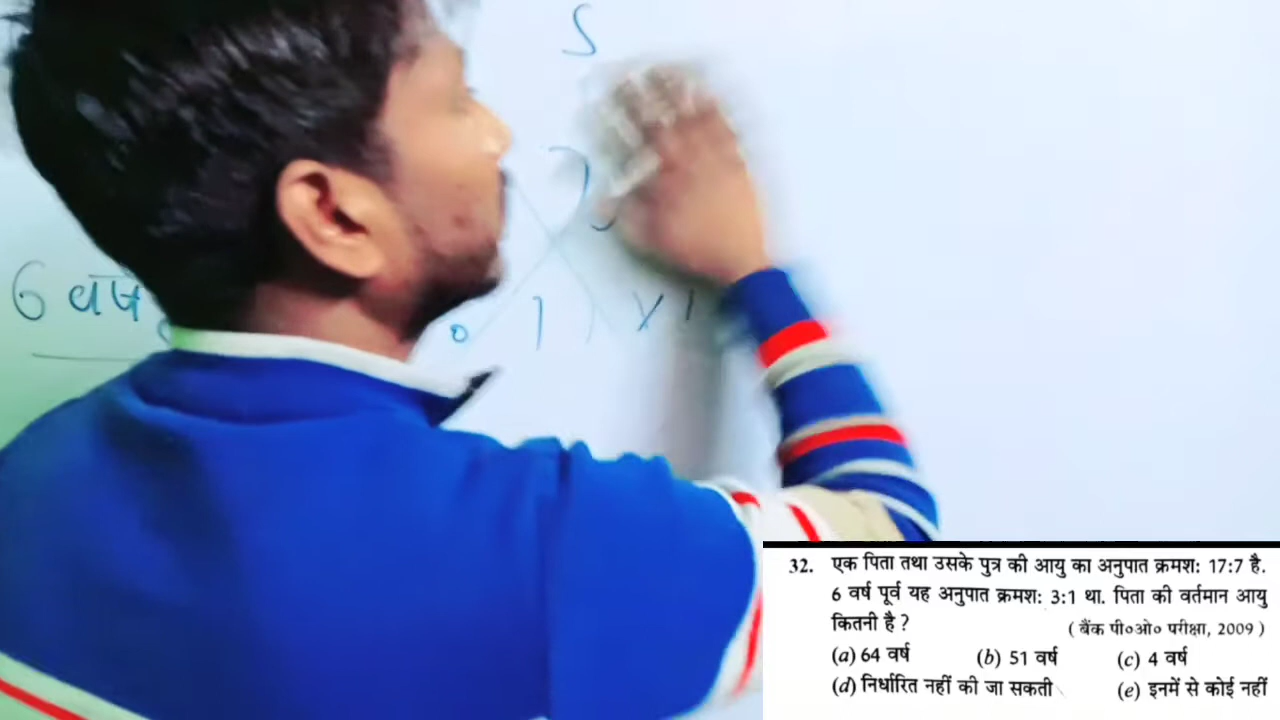 S
6 वर्ष
32. एक पिता तथा उसके पुत्र की आयु का अनुपात क्रमश: 17:7 है.
6 वर्ष पूर्व यह अनुपात क्रमश: 3:1 था. पिता की वर्तमान आयु
कितनी है ?
( बैंक पी०ओ० परीक्षा, 2009 )
(a) 64 वर्ष (b) 51 वर्ष (c) 4 वर्ष
(d) निर्धारित नहीं की जा सकती (e) इनमें से कोई नहीं